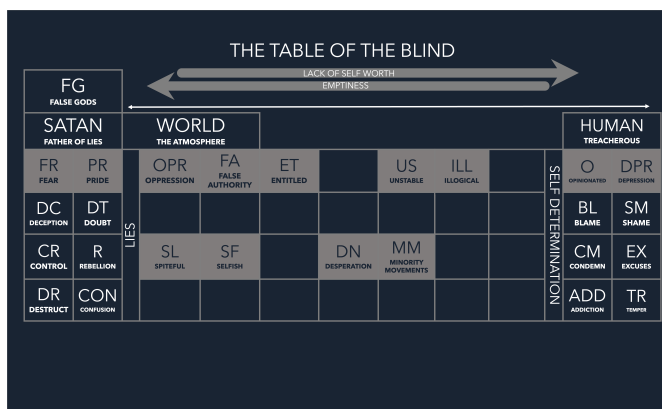 THE TABLE OF THE BLIND
LACK OF SELF WORTH
EMPTINESS
FG
FALSE GODS
SATAN
FATHER OF LIES
WORLD
THE ATMOSPHERE
HUMAN
TREACHEROUS
FR
FEAR
PR
PRIDE
OPR
OPPRESSION
FA
FALSE
AUTHORITY
ET
ENTITLED
US
UNSTABLE
ILL
ILLOGICAL
O
OPINIONATED
DPR
DEPRESSION
LIES
SELF DETERMINATION
DC
DECEPTION
DT
DOUBT
BL
BLAME
SM
SHAME
CR
CONTROL
R
REBELLION
SL
SPITEFUL
SF
SELFISH
DN
DESPERATION
MM
MINORITY
MOVEMENTS
CM
CONDEMN
EX
EXCUSES
DR
DESTRUCT
CON
CONFUSION
ADD
ADDICTION
TR
TEMPER